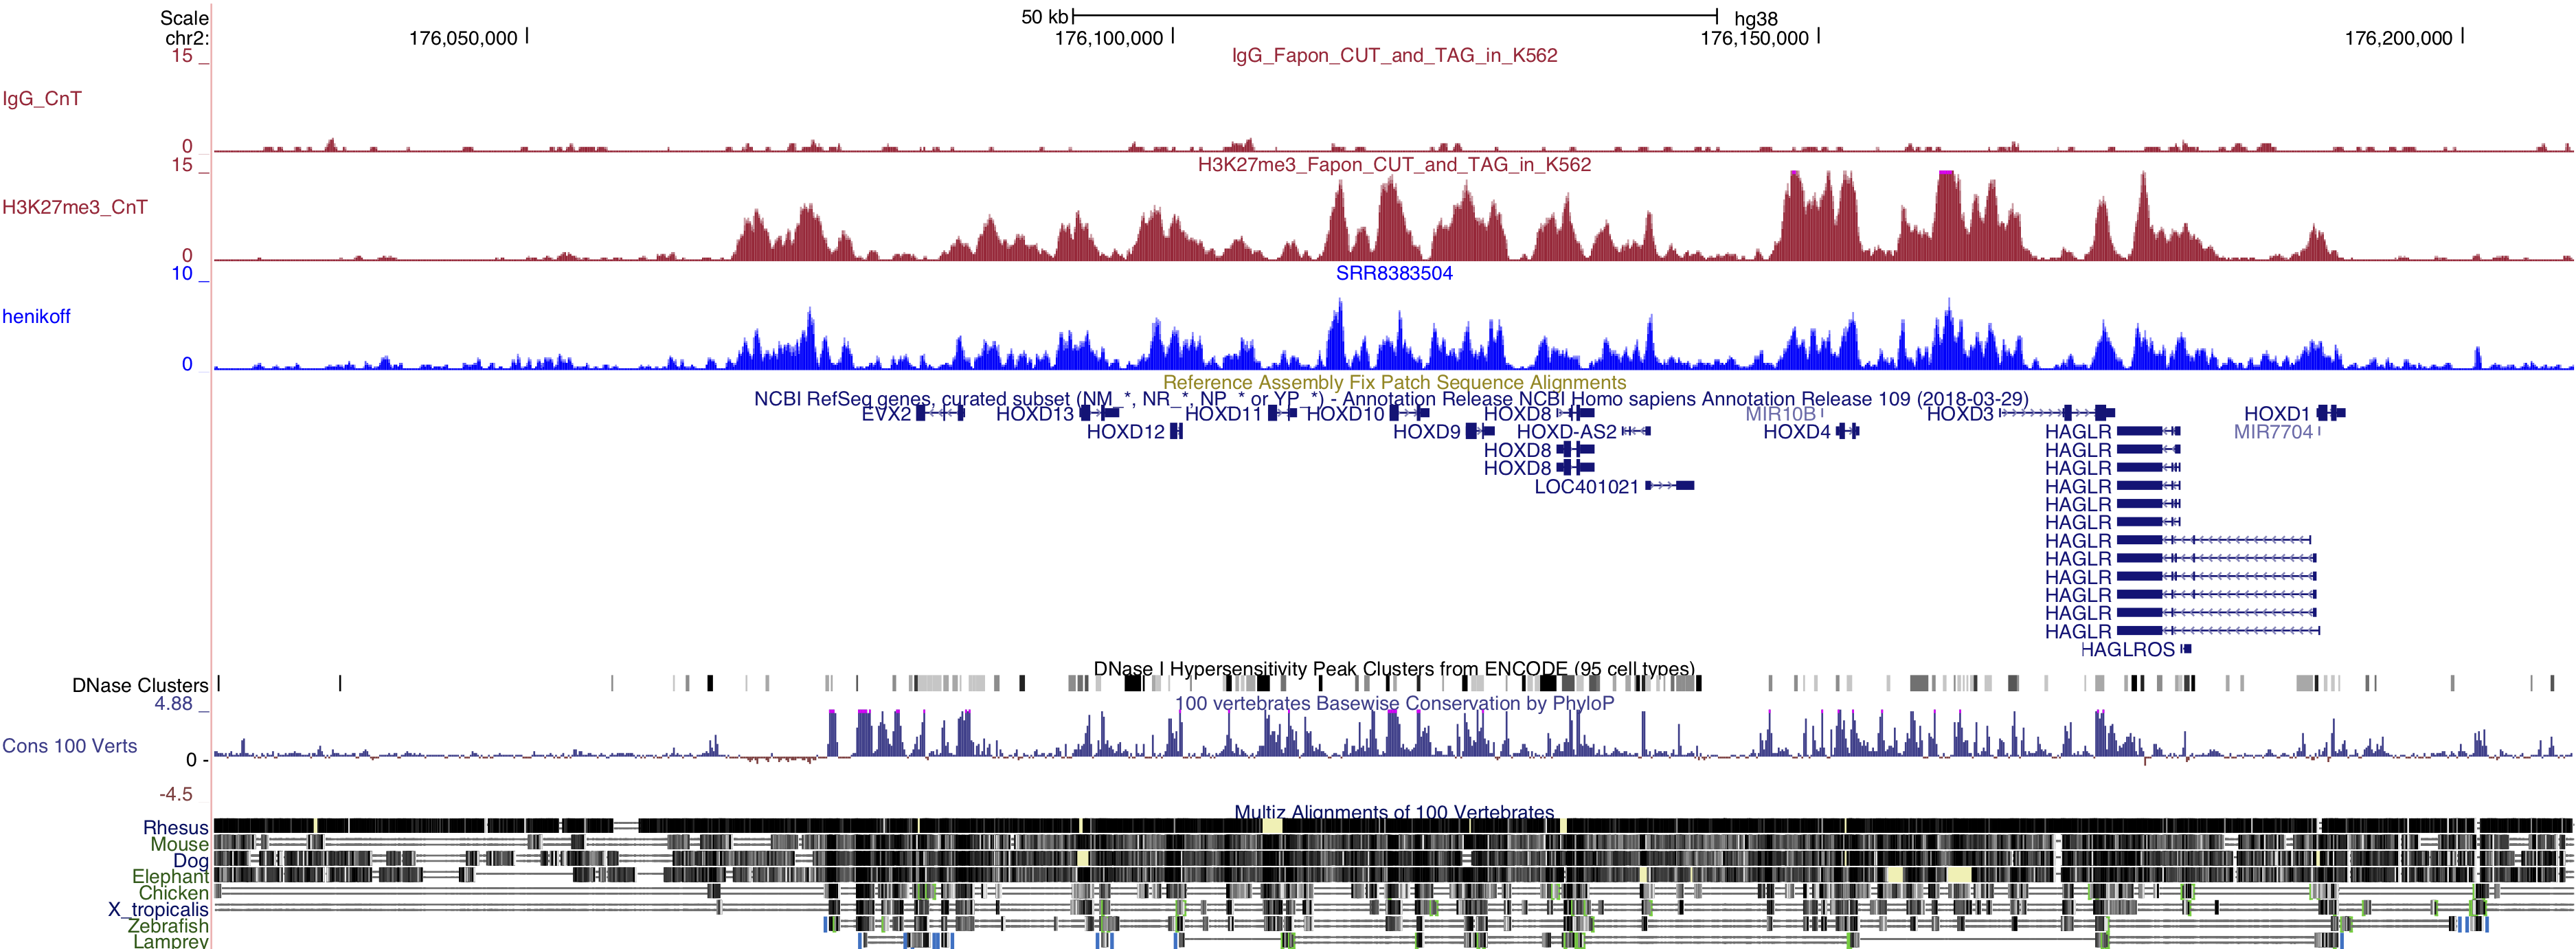 Scale 50 kb hg38
chr2: 176,050,000 176,100,000 176,150,000 176,200,000
15 IgG_Fapon_CUT_and_TAG_in_K562
IgG_CnT
0
15 H3K27me3_Fapon_CUT_and_TAG_in_K562
H3K27me3_CnT
0
10 SRR8383504
henikoff
0
Reference Assembly Fix Patch Sequence Alignments
NCBI RefSeq genes, curated subset (NM_*, NR_*, NP_* or YP_*) - Annotation Release NCBI Homo sapiens Annotation Release 109 (2018-03-29)
EVX2 HOXD13 HOXD11 HOXD10 HOXD8 MIR10B HOXD3 HOXD1
HOXD12 HOXD9 HOXD-AS2 HOXD4 HAGLR MIR7704
HOXD8 HAGLR
HOXD8 HAGLR
LOC401021 HAGLR
HAGLR
HAGLR
HAGLR
HAGLR
HAGLR
HAGLR
HAGLR
HAGLR
HAGLROS
DNase I Hypersensitivity Peak Clusters from ENCODE (95 cell types)
DNase Clusters
4.88 100 vertebrates Basewise Conservation by PhyloP
Cons 100 Verts
0 -
-4.5
Multiz Alignments of 100 Vertebrates
Rhesus
Mouse
Dog
Elephant
Chicken
X_tropicalis
Zebrafish
Lamprey